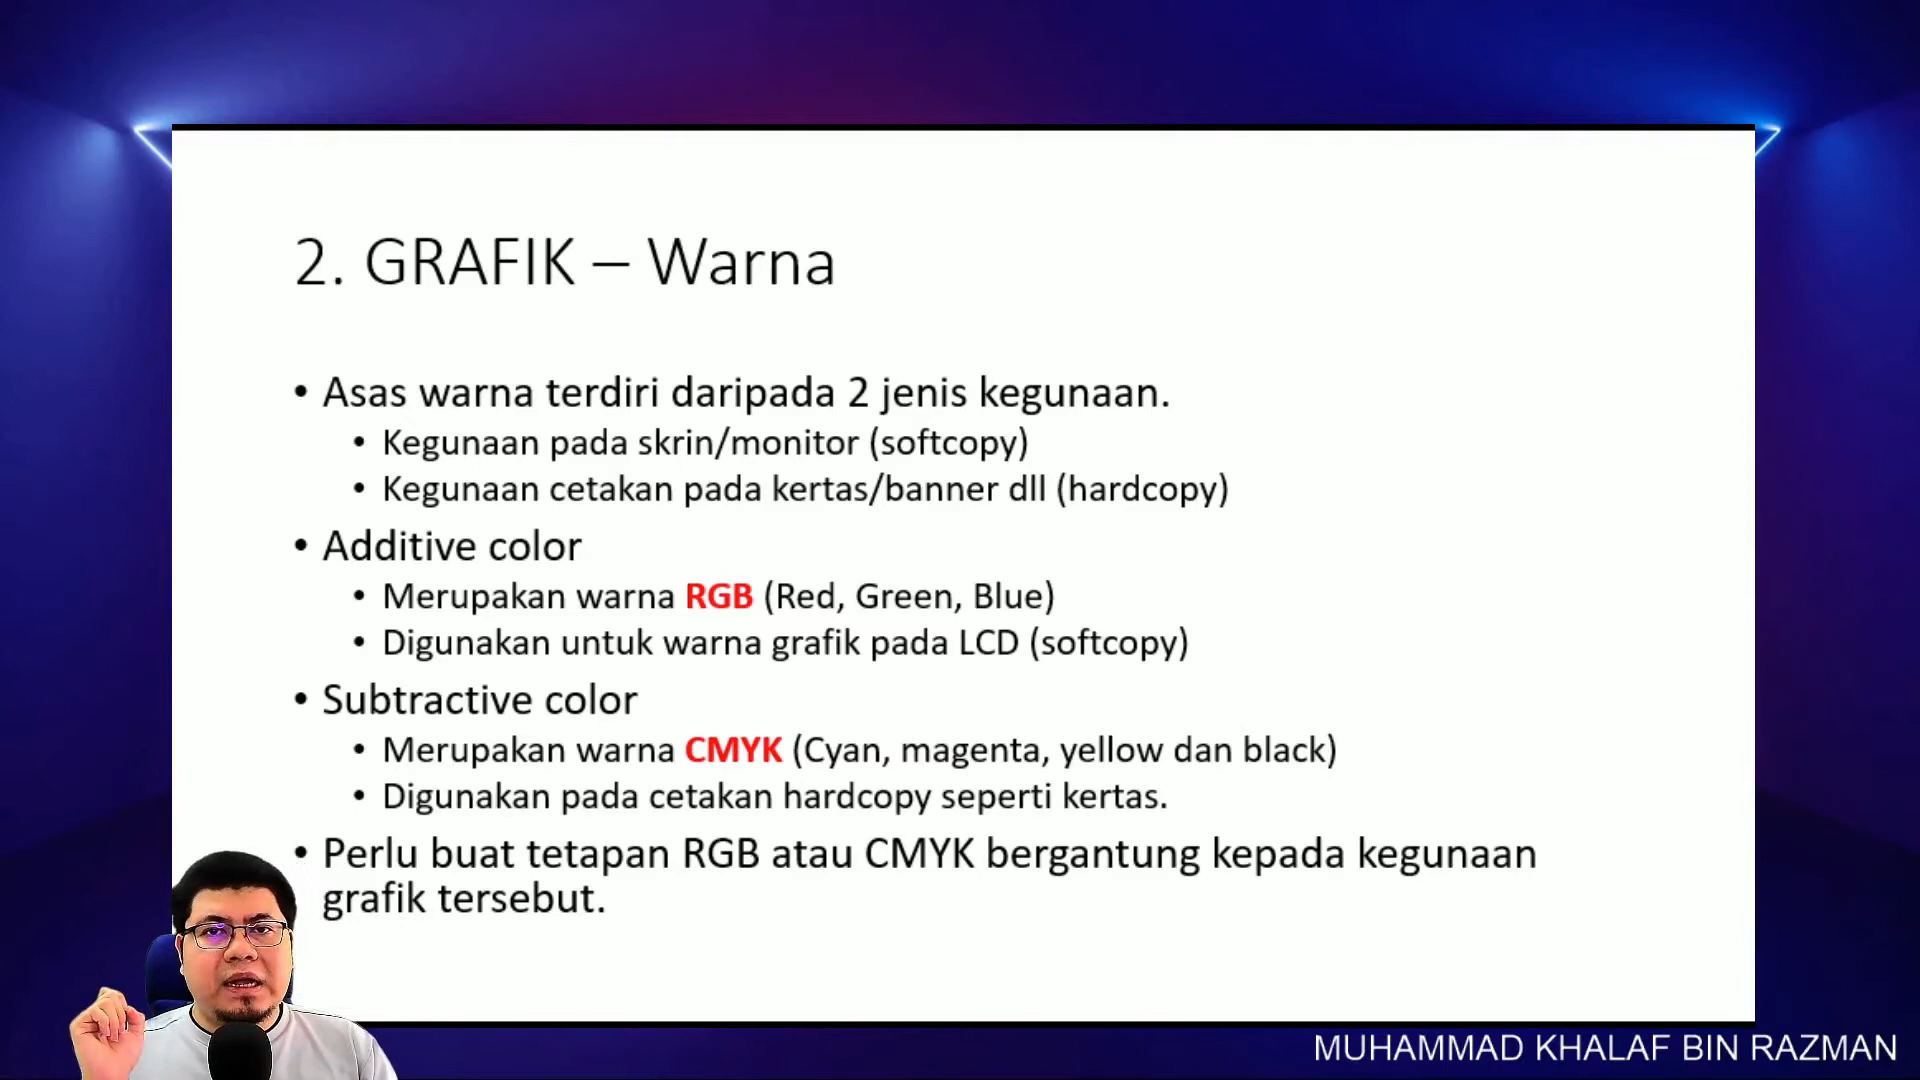 2. GRAFIK – Warna
• Asas warna terdiri daripada 2 jenis kegunaan.
• Kegunaan pada skrin/monitor (softcopy)
• Kegunaan cetakan pada kertas/banner dll (hardcopy)
• Additive color
• Merupakan warna RGB (Red, Green, Blue)
• Digunakan untuk warna grafik pada LCD (softcopy)
• Subtractive color
• Merupakan warna CMYK (Cyan, magenta, yellow dan black)
• Digunakan pada cetakan hardcopy seperti kertas.
• Perlu buat tetapan RGB atau CMYK bergantung kepada kegunaan
grafik tersebut.
MUHAMMAD KHALAF BIN RAZMAN